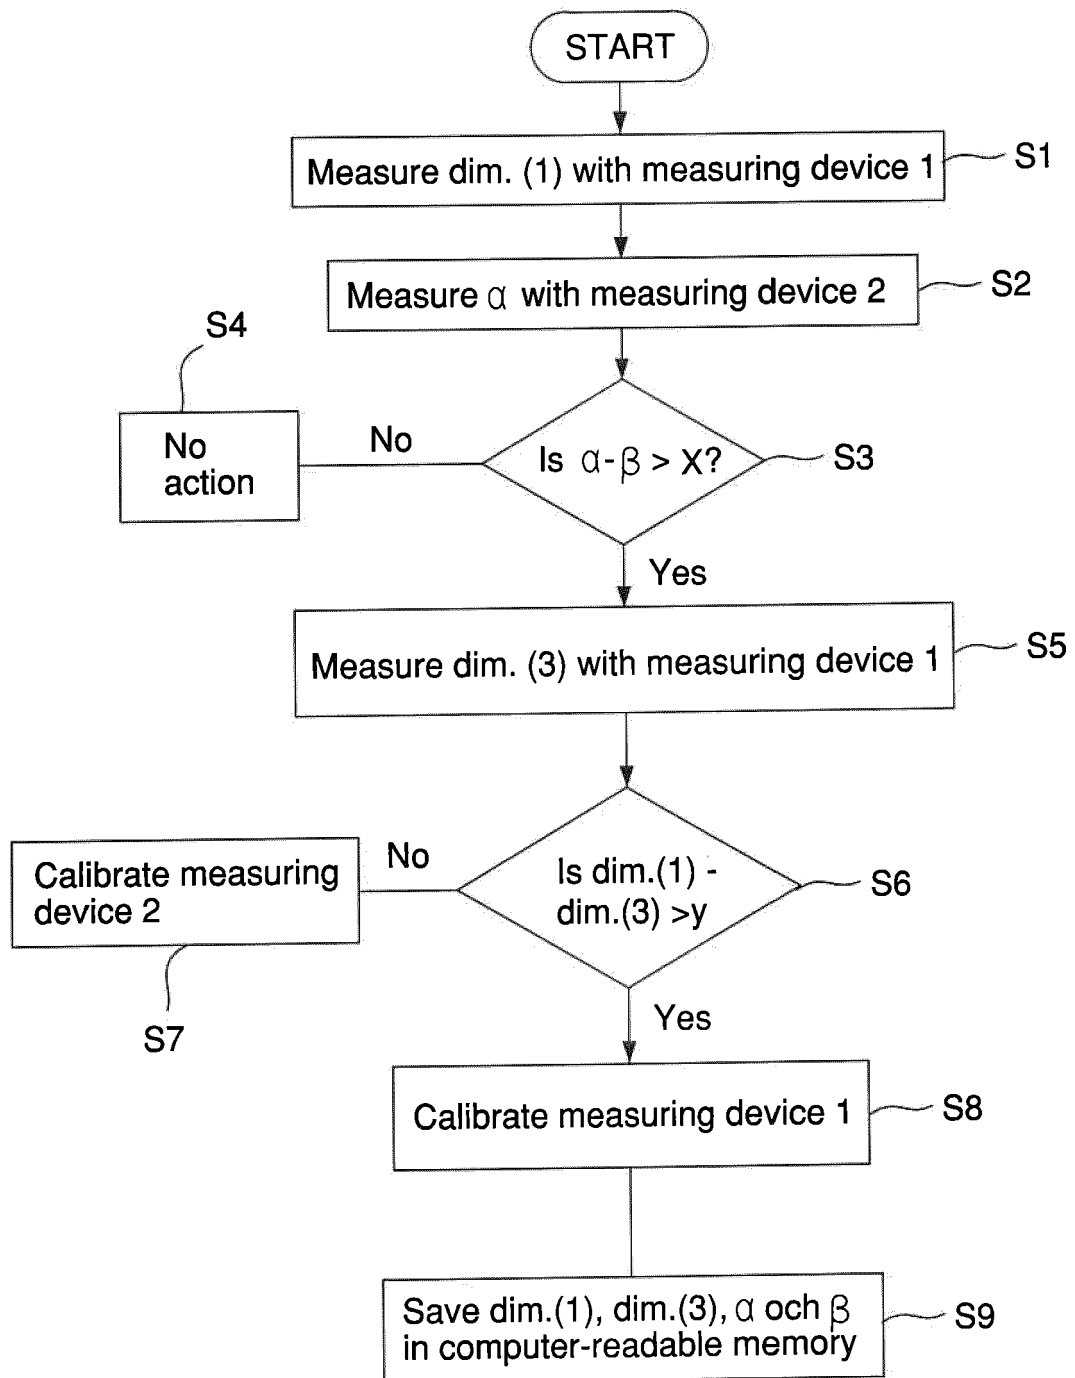 START
Measure dim. (1) with measuring device 1
S1
Measure α with measuring device 2
S2
S4
No
action
No
Is α-β > X?
S3
Yes
Measure dim. (3) with measuring device 1
S5
Calibrate measuring
device 2
No
Is dim.(1) -
dim.(3) >y
S6
S7
Yes
Calibrate measuring device 1
S8
Save dim.(1), dim.(3), α och β
in computer-readable memory
S9